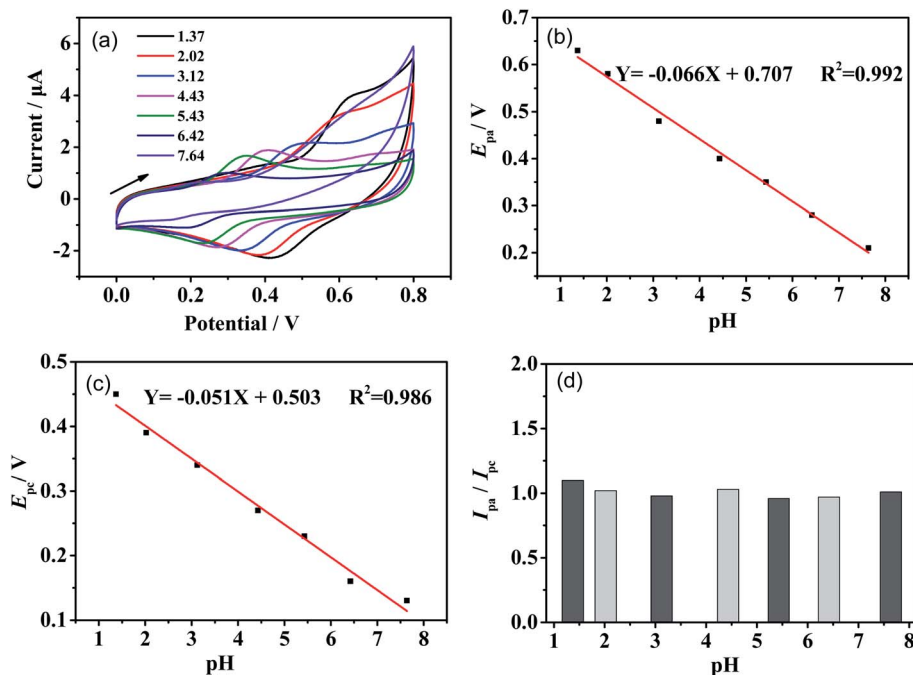 (a)
1.37
2.02
3.12
4.43
5.43
6.42
7.64
6
4
2
0
-2
Current / μA
0.0 0.2 0.4 0.6 0.8
Potential / V
(b)
Y= -0.066X + 0.707 R²=0.992
0.7
0.6
0.5
0.4
0.3
0.2
Epa/ V
1 2 3 4 5 6 7 8
pH
(c)
Y= -0.051X + 0.503 R²=0.986
0.5
0.4
0.3
0.2
0.1
Epc/ V
1 2 3 4 5 6 7 8
pH
(d)
2.0
1.5
1.0
0.5
0.0
Ipa / Ipc
1 2 3 4 5 6 7 8
pH